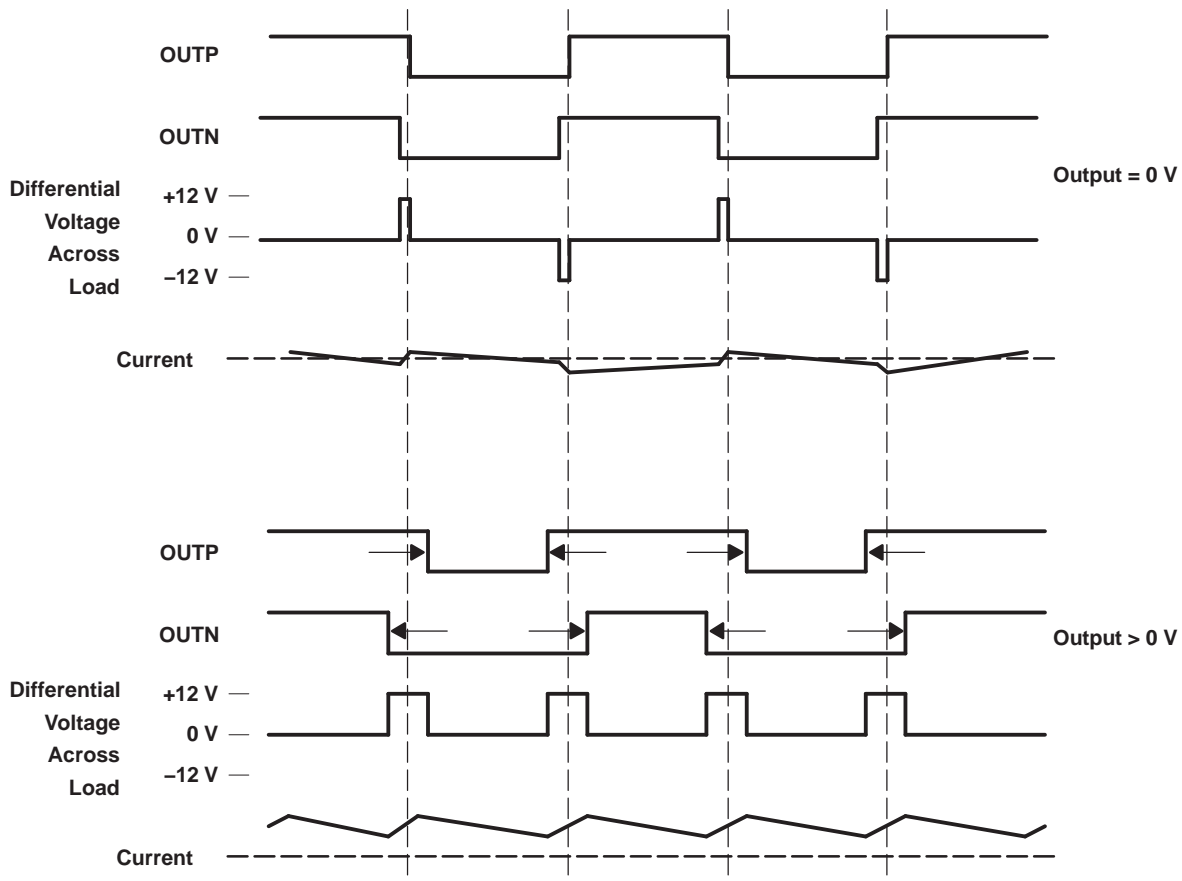 OUTP
OUTN
Output = 0 V
Differential
Voltage
Across
Load
+12 V
0 V
–12 V
Current
OUTP
OUTN
Output > 0 V
Differential
Voltage
Across
Load
+12 V
0 V
–12 V
Current